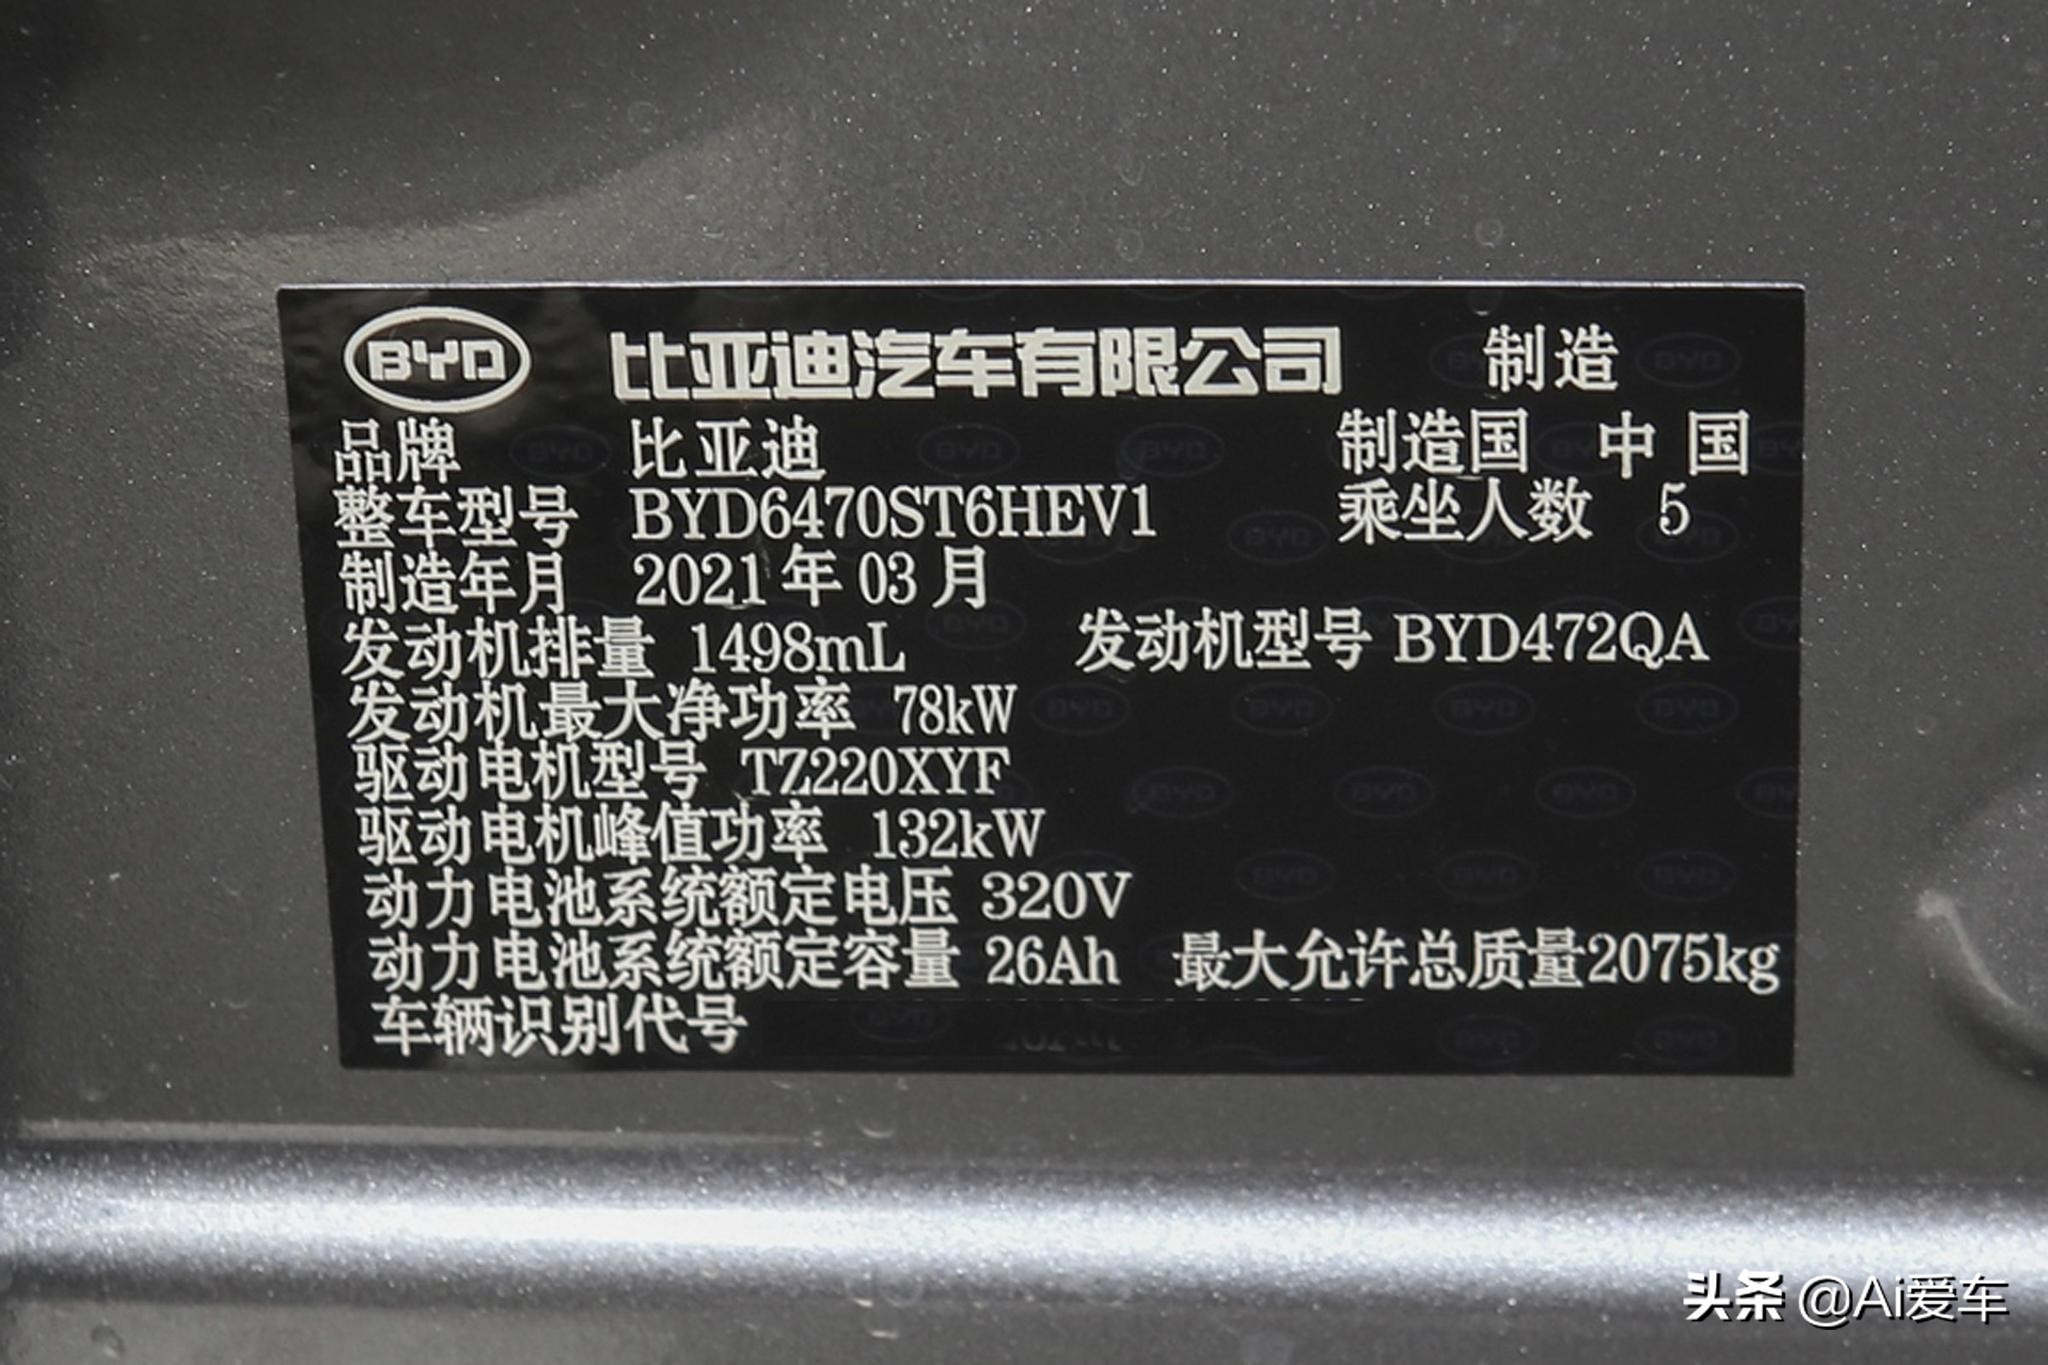 BYD 比亚迪汽车有限公司 制造
品牌 比亚迪 制造国 中国
整车型号 BYD6470ST6HEV1 乘坐人数 5
制造年月 2021年03月
发动机排量 1498mL 发动机型号 BYD472QA
发动机最大净功率 78kW
驱动电机型号 TZ220XYF
驱动电机峰值功率 132kW
动力电池系统额定电压 320V
动力电池系统额定容量 26Ah 最大允许总质量2075kg
车辆识别代号
头条 @Ai爱车